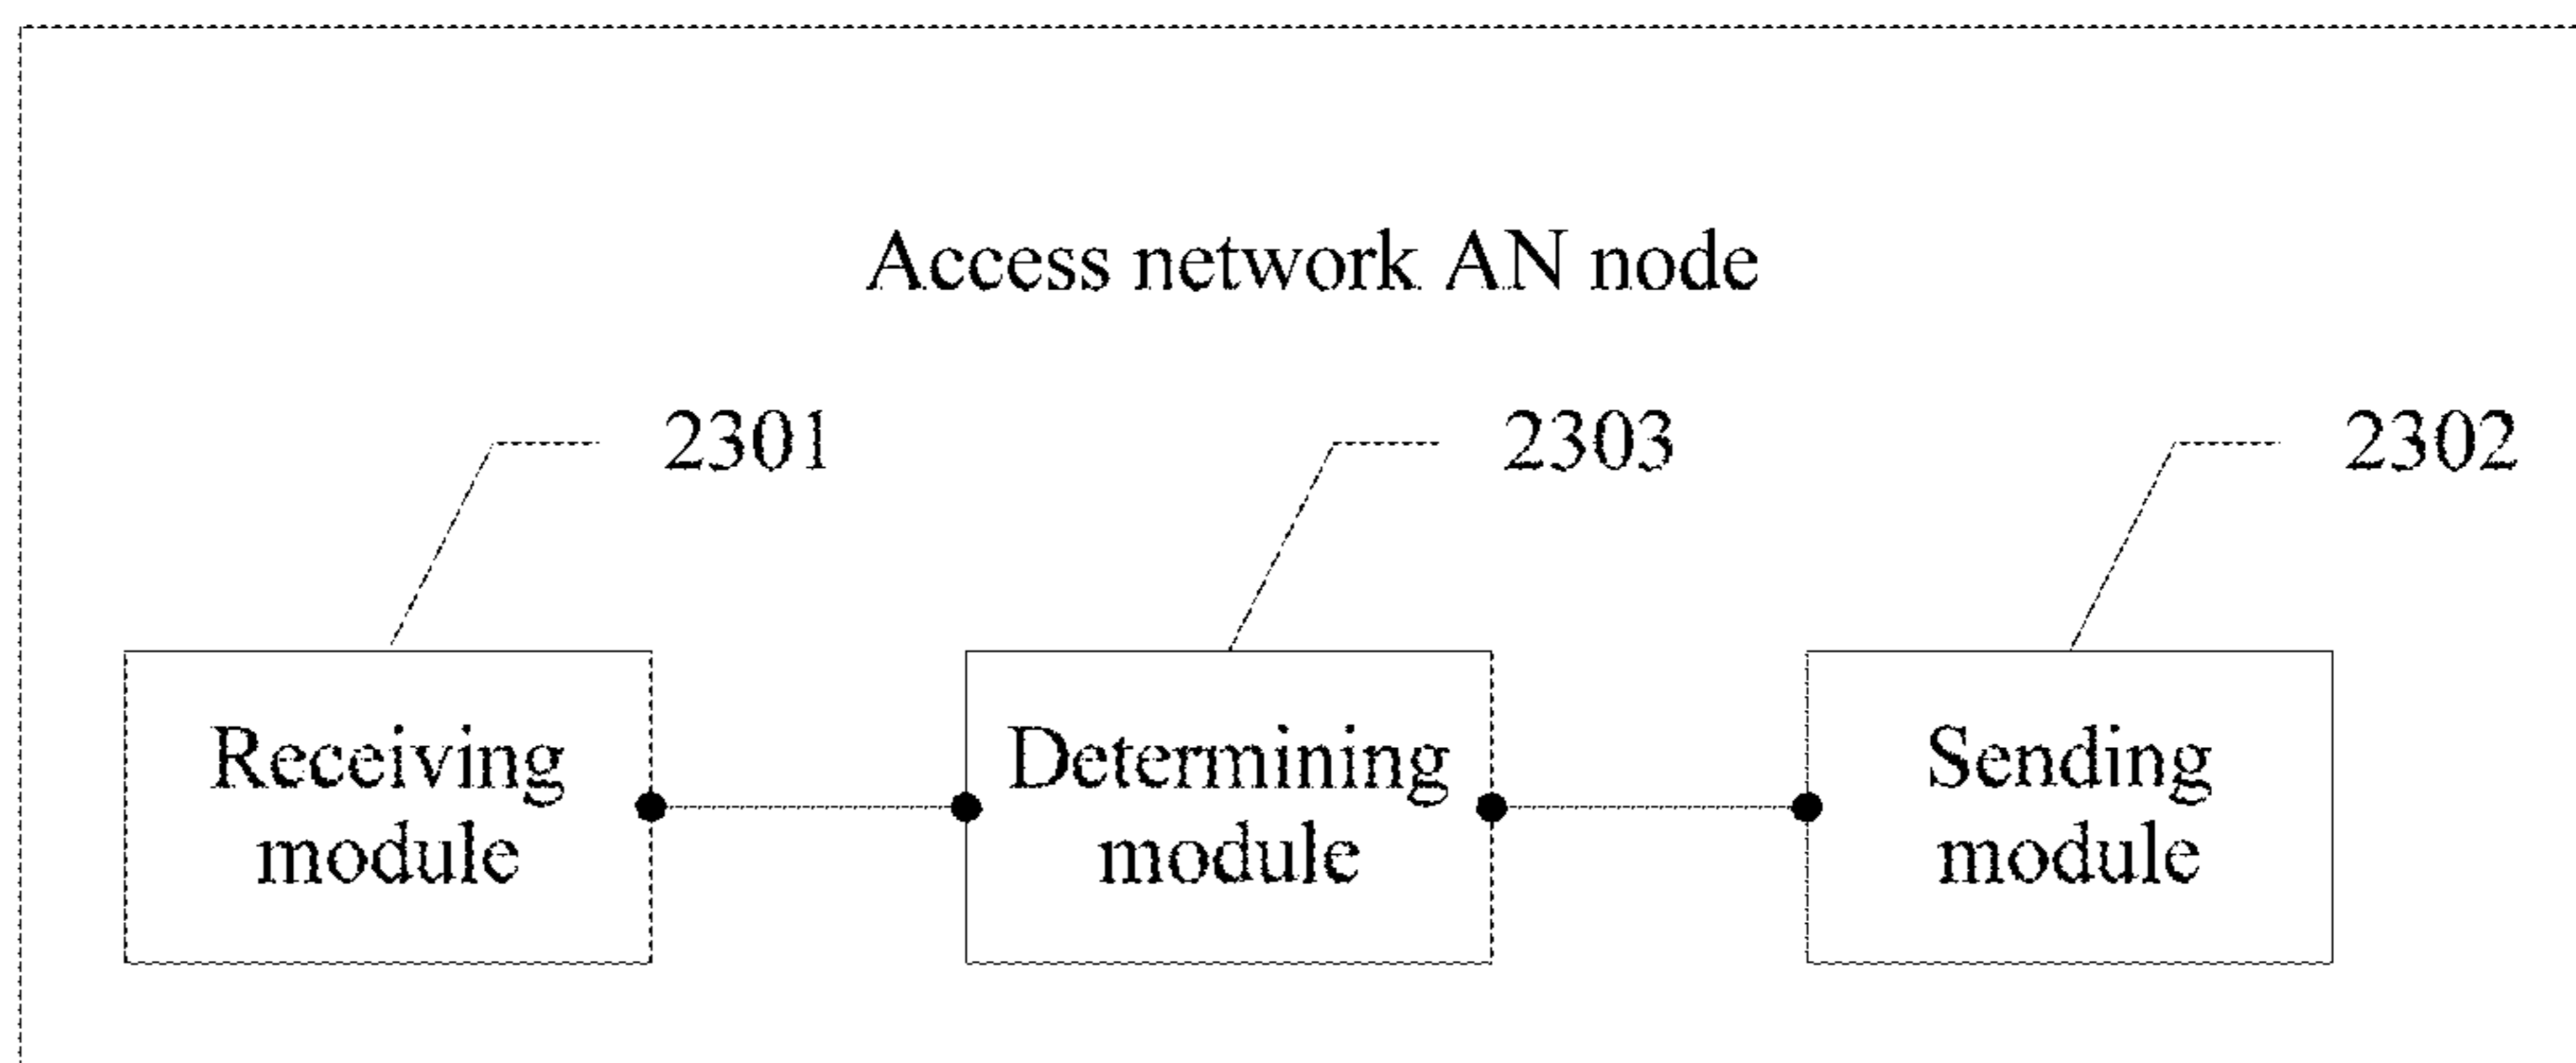 Access network AN node
2301
2303
2302
Receiving
module
Determining
module
Sending
module